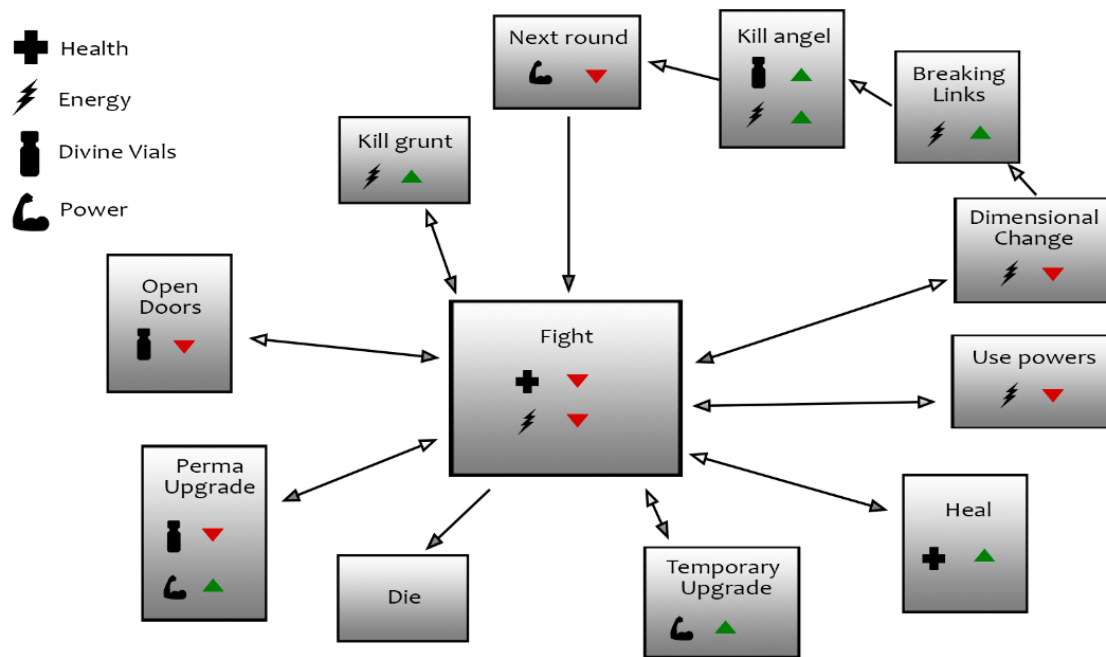 Health
Energy
Divine Vials
Power
Next round
Kill angel
Breaking
Links
Kill grunt
Dimensional
Change
Open
Doors
Fight
Use powers
Perma
Upgrade
Heal
Die
Temporary
Upgrade